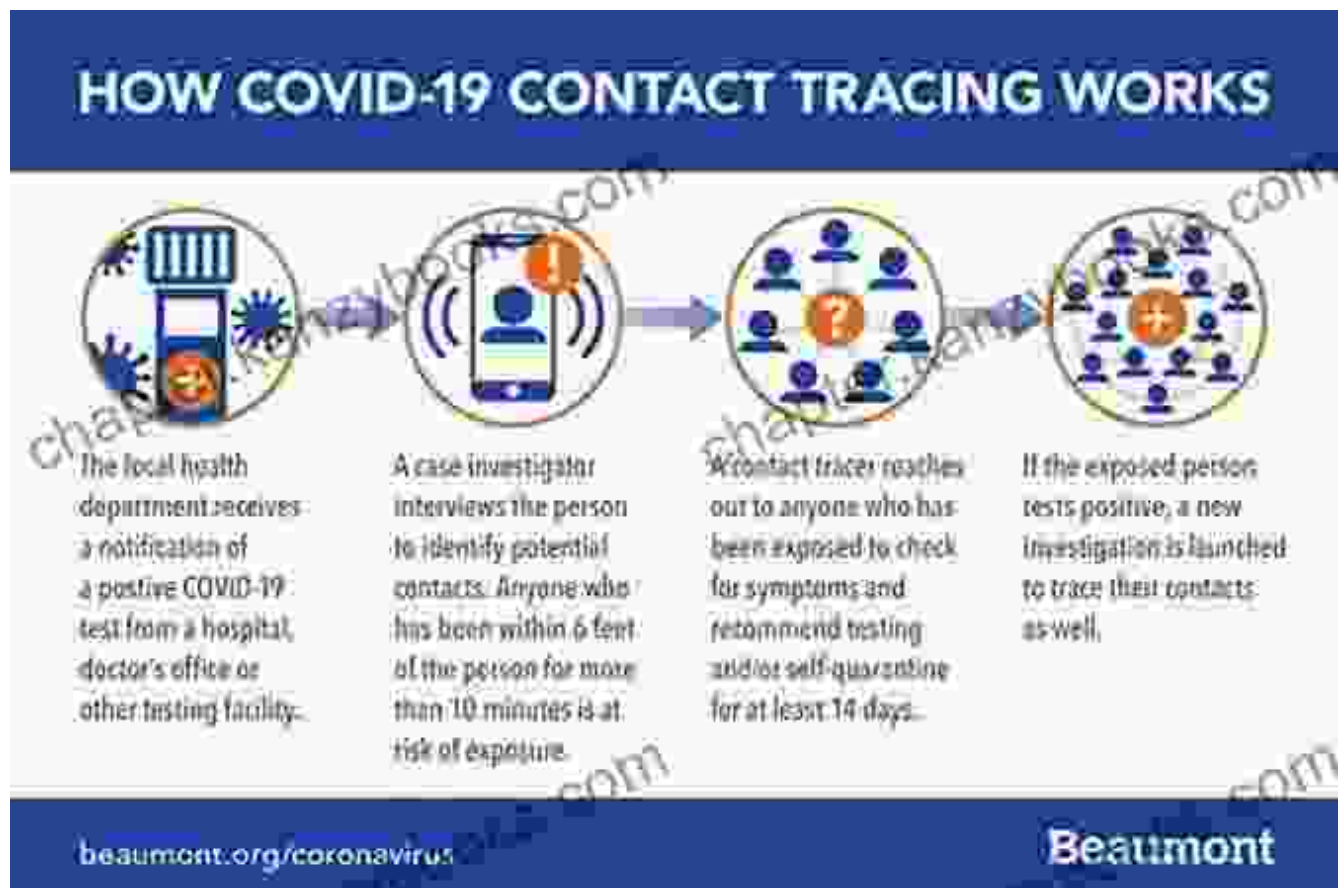 HOW COVID-19 CONTACT TRACING WORKS
The local health
department receives
a notification of
a postive COVID-19
test from a hospital,
doctor's office or
other testing facility.
A case investigator
interviews the person
to identify potential
contacts. Anyone who
has been within 6 feet
of the person for more
than 10 minutes is at
risk of exposure.
A contact tracer reaches
out to anyone who has
been exposed to check
for symptoms and
recommend testing
and/or self-quarantine
for at least 14 days.
If the exposed person
tests positive, a new
investigation is launched
to trace their contacts
as well.
beaumont.org/coronavirus
Beaumont